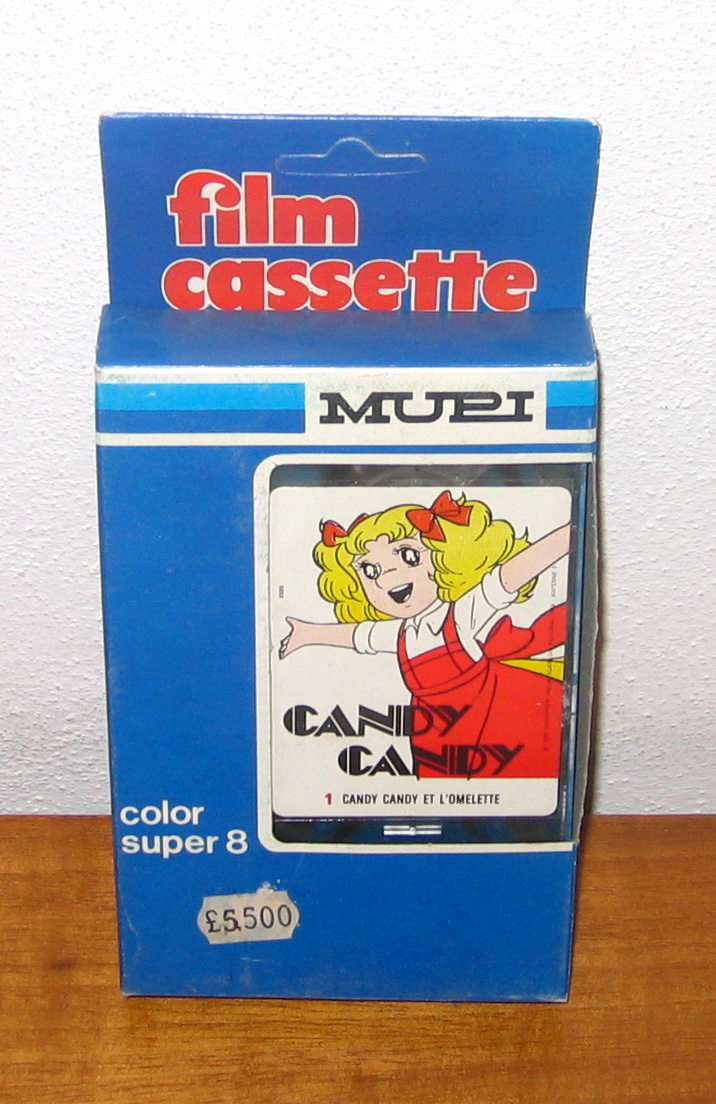 film
cassette
MUPI
CANDY
CANDY
1 CANDY CANDY ET L'OMELETTE
color
super 8
£5.500